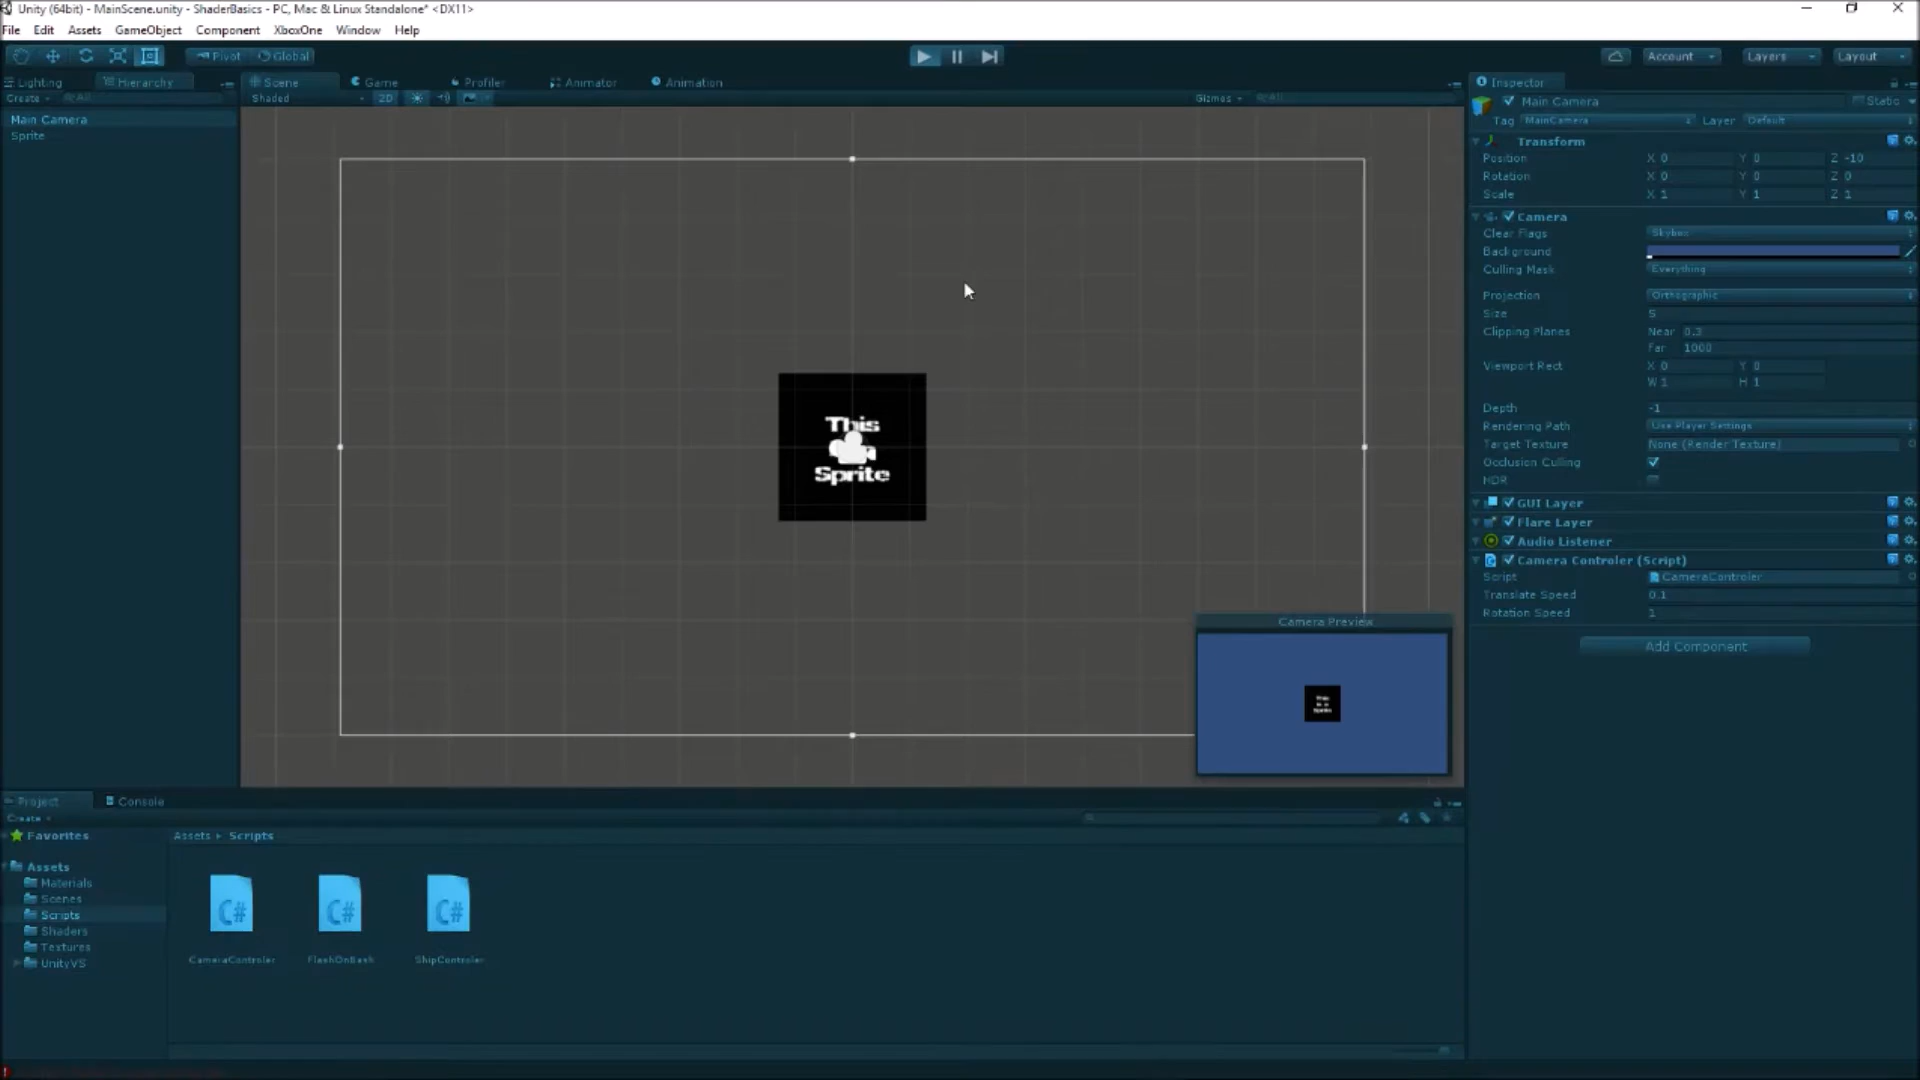 Unity (64bit) - MainScene.unity - ShaderBasics - PC, Mac & Linux Standalone* <DX11>
File Edit Assets GameObject Component XboxOne Window Help
Pivot Global Account Layers Layout
Lighting Hierarchy Scene Game Profiler Animator Animation Inspector
Create All Shaded 2D Gizmos All
Main Camera Static
Tag MainCamera Layer Default
Main Camera
Sprite
Transform
Position X 0 Y 0 Z -10
Rotation X 0 Y 0 Z 0
Scale X 1 Y 1 Z 1
Camera
Clear Flags Skybox
Background
Culling Mask Everything
Projection Orthographic
Size 5
Clipping Planes Near 0.3
Far 1000
Viewport Rect X 0 Y 0
W 1 H 1
Depth -1
Rendering Path Use Player Settings
Target Texture None (Render Texture)
Occlusion Culling
HDR
GUI Layer
Flare Layer
Audio Listener
Camera Controler (Script)
Script CameraControler
Translate Speed 0.1
Rotation Speed 1
Add Component
This
Sprite
Camera Preview
Project Console
Create
Favorites
Assets
Materials
Scenes
Scripts
Shaders
Textures
UnityVS
Assets Scripts
C# C# C#
CameraControler FlashOnBash ShipControler